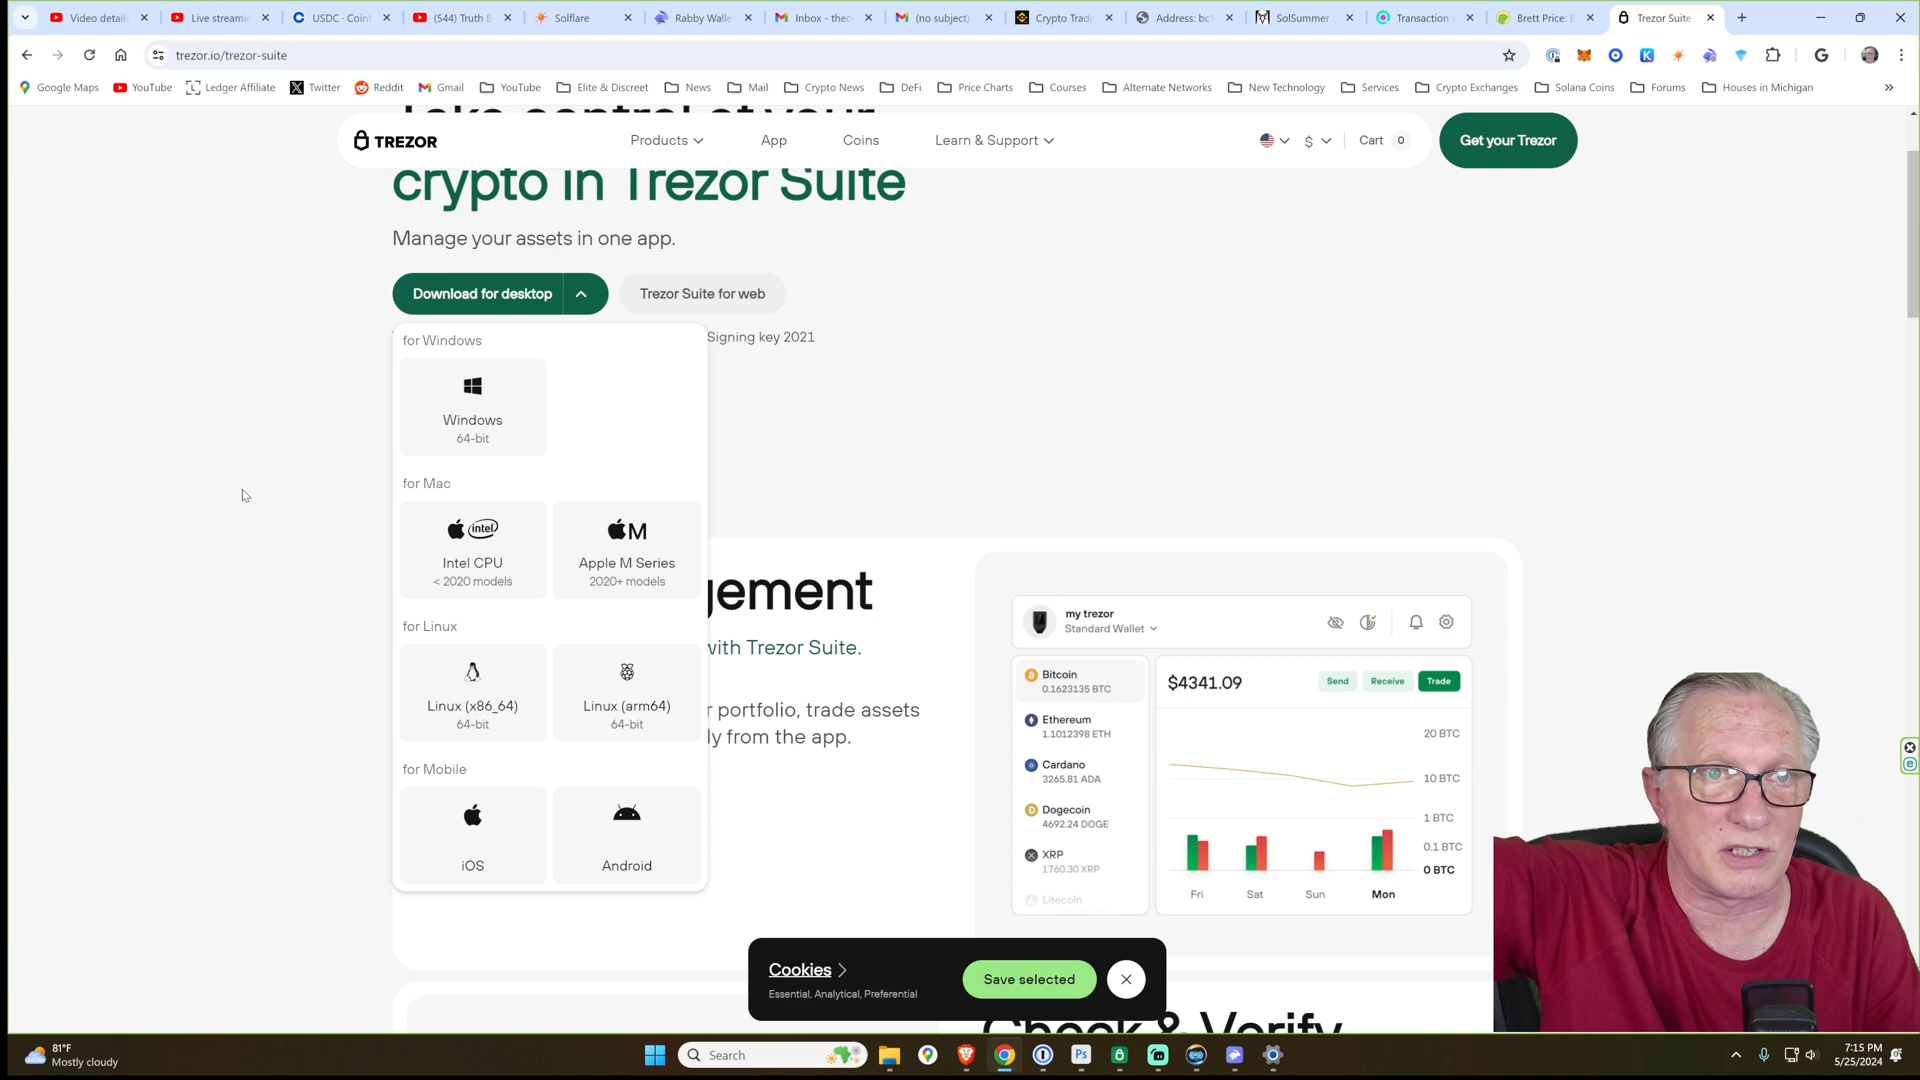 Video details
Live streamin
USDC · Coinl
(544) Truth B
Solflare
Rabby Walle
Inbox - theo
(no subject)
Crypto Tradi
Address: bc1
SolSummer
Transaction
Brett Price: B
Trezor Suite
trezor.io/trezor-suite
Google Maps
YouTube
Ledger Affiliate
Twitter
Reddit
Gmail
YouTube
Elite & Discreet
News
Mail
Crypto News
DeFi
Price Charts
Courses
Alternate Networks
New Technology
Services
Crypto Exchanges
Solana Coins
Forums
Houses in Michigan
Take control of your
TREZOR
Products
App
Coins
Learn & Support
$
Cart 0
Get your Trezor
crypto in Trezor Suite
Manage your assets in one app.
Download for desktop
Trezor Suite for web
Signing key 2021
for Windows
Windows
64-bit
for Mac
intel
M
Intel CPU
< 2020 models
Apple M Series
2020+ models
for Linux
Linux (x86_64)
64-bit
Linux (arm64)
64-bit
for Mobile
iOS
Android
gement
with Trezor Suite.
r portfolio, trade assets
ly from the app.
my trezor
Standard Wallet
Bitcoin
0.1623135 BTC
Ethereum
1.1012398 ETH
Cardano
3265.81 ADA
Dogecoin
4692.24 DOGE
XRP
1760.30 XRP
Litecoin
$4341.09
Send
Receive
Trade
20 BTC
10 BTC
1 BTC
0.1 BTC
0 BTC
Fri
Sat
Sun
Mon
Cookies
Essential, Analytical, Preferential
Save selected
Check & Verify
81°F
Mostly cloudy
Search
7:15 PM
5/25/2024